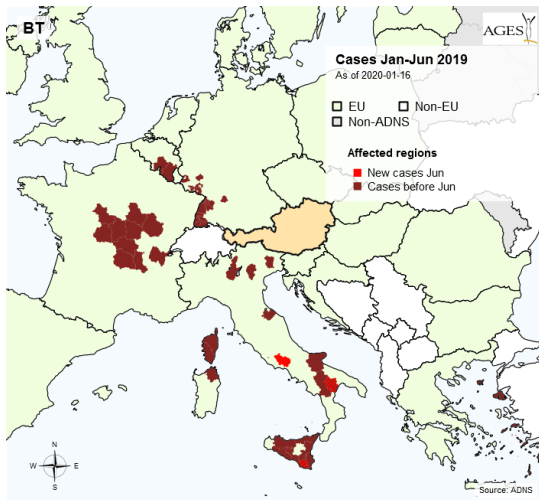 BT
AGES
Cases Jan-Jun 2019
As of 2020-01-16
EU
Non-EU
Non-ADNS
Affected regions
New cases Jun
Cases before Jun
N
W
E
S
Source: ADNS